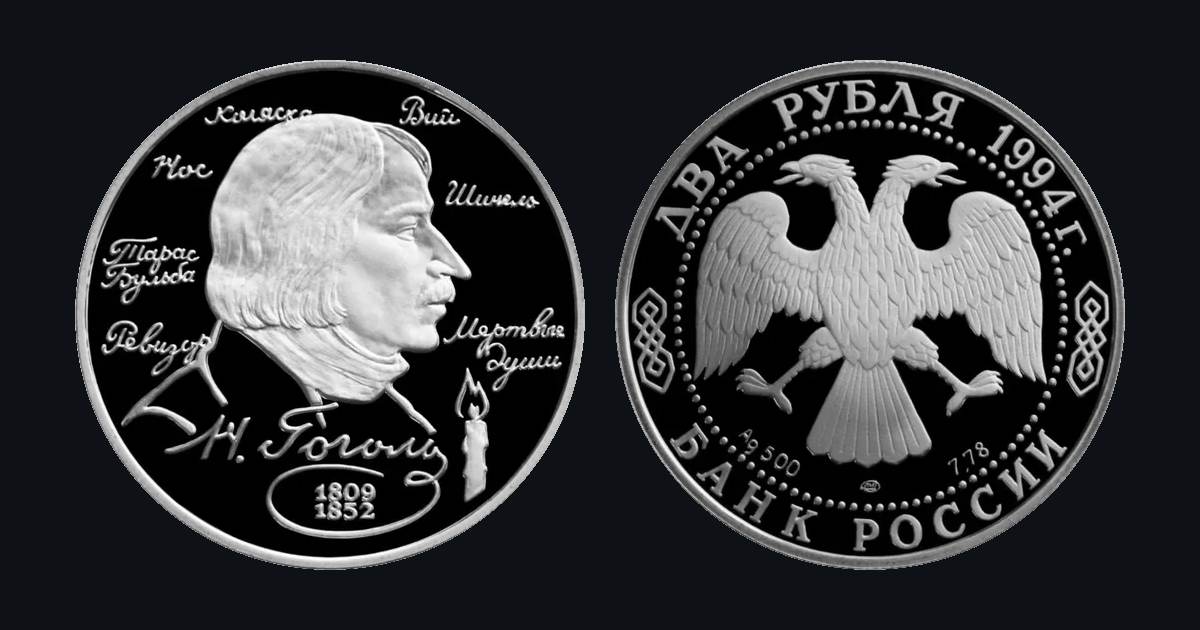 Коляска
Вий
Нос
Шинель
Тарас
Бульба
Ревизор
Мертвые
души
Н. Гоголь
1809
1852
ДВА РУБЛЯ 1994 г.
Ag 500
7,78
БАНК РОССИИ